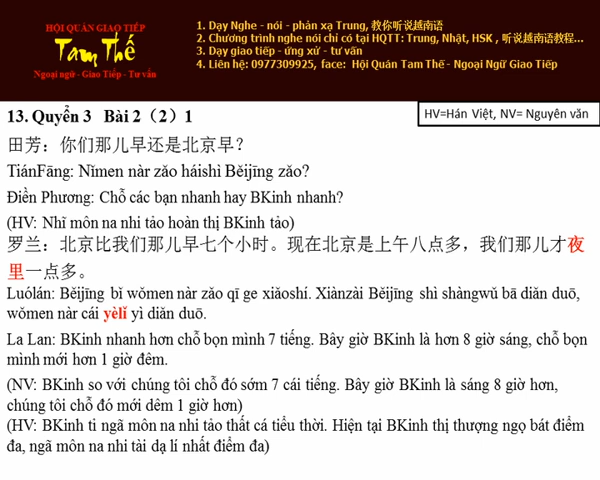 HỘI QUÁN GIAO TIẾP
Tam Thế
Ngoại ngữ - Giao Tiếp - Tư vấn
1. Dạy Nghe - nói - phản xạ Trung, 教你听说越南语
2. Chương trình nghe nói chỉ có tại HQTT: Trung, Nhật, HSK , 听说越南语教程...
3. Dạy giao tiếp - ứng xử - tư vấn
4. Liên hệ: 0977309925, face: Hội Quán Tam Thế - Ngoại Ngữ Giao Tiếp
13. Quyển 3 Bài 2（2）1
HV=Hán Việt, NV= Nguyên văn
田芳：你们那儿早还是北京早？
TiánFāng: Nǐmen nàr zǎo háishì Běijīng zǎo?
Điền Phương: Chỗ các bạn nhanh hay BKinh nhanh?
(HV: Nhĩ môn na nhi tảo hoàn thị BKinh tảo)
罗兰：北京比我们那儿早七个小时。现在北京是上午八点多，我们那儿才夜
里一点多。
Luólán: Běijīng bǐ wǒmen nàr zǎo qī ge xiǎoshí. Xiànzài Běijīng shì shàngwǔ bā diǎn duō,
wǒmen nàr cái yèlǐ yì diǎn duō.
La Lan: BKinh nhanh hơn chỗ bọn mình 7 tiếng. Bây giờ BKinh là hơn 8 giờ sáng, chỗ bọn
mình mới hơn 1 giờ đêm.
(NV: BKinh so với chúng tôi chỗ đó sớm 7 cái tiếng. Bây giờ BKinh là sáng 8 giờ hơn,
chúng tôi chỗ đó mới dêm 1 giờ hơn)
(HV: BKinh tỉ ngã môn na nhi tảo thất cá tiểu thời. Hiện tại BKinh thị thượng ngọ bát điểm
đa, ngã môn na nhi tài dạ lí nhất điểm đa)